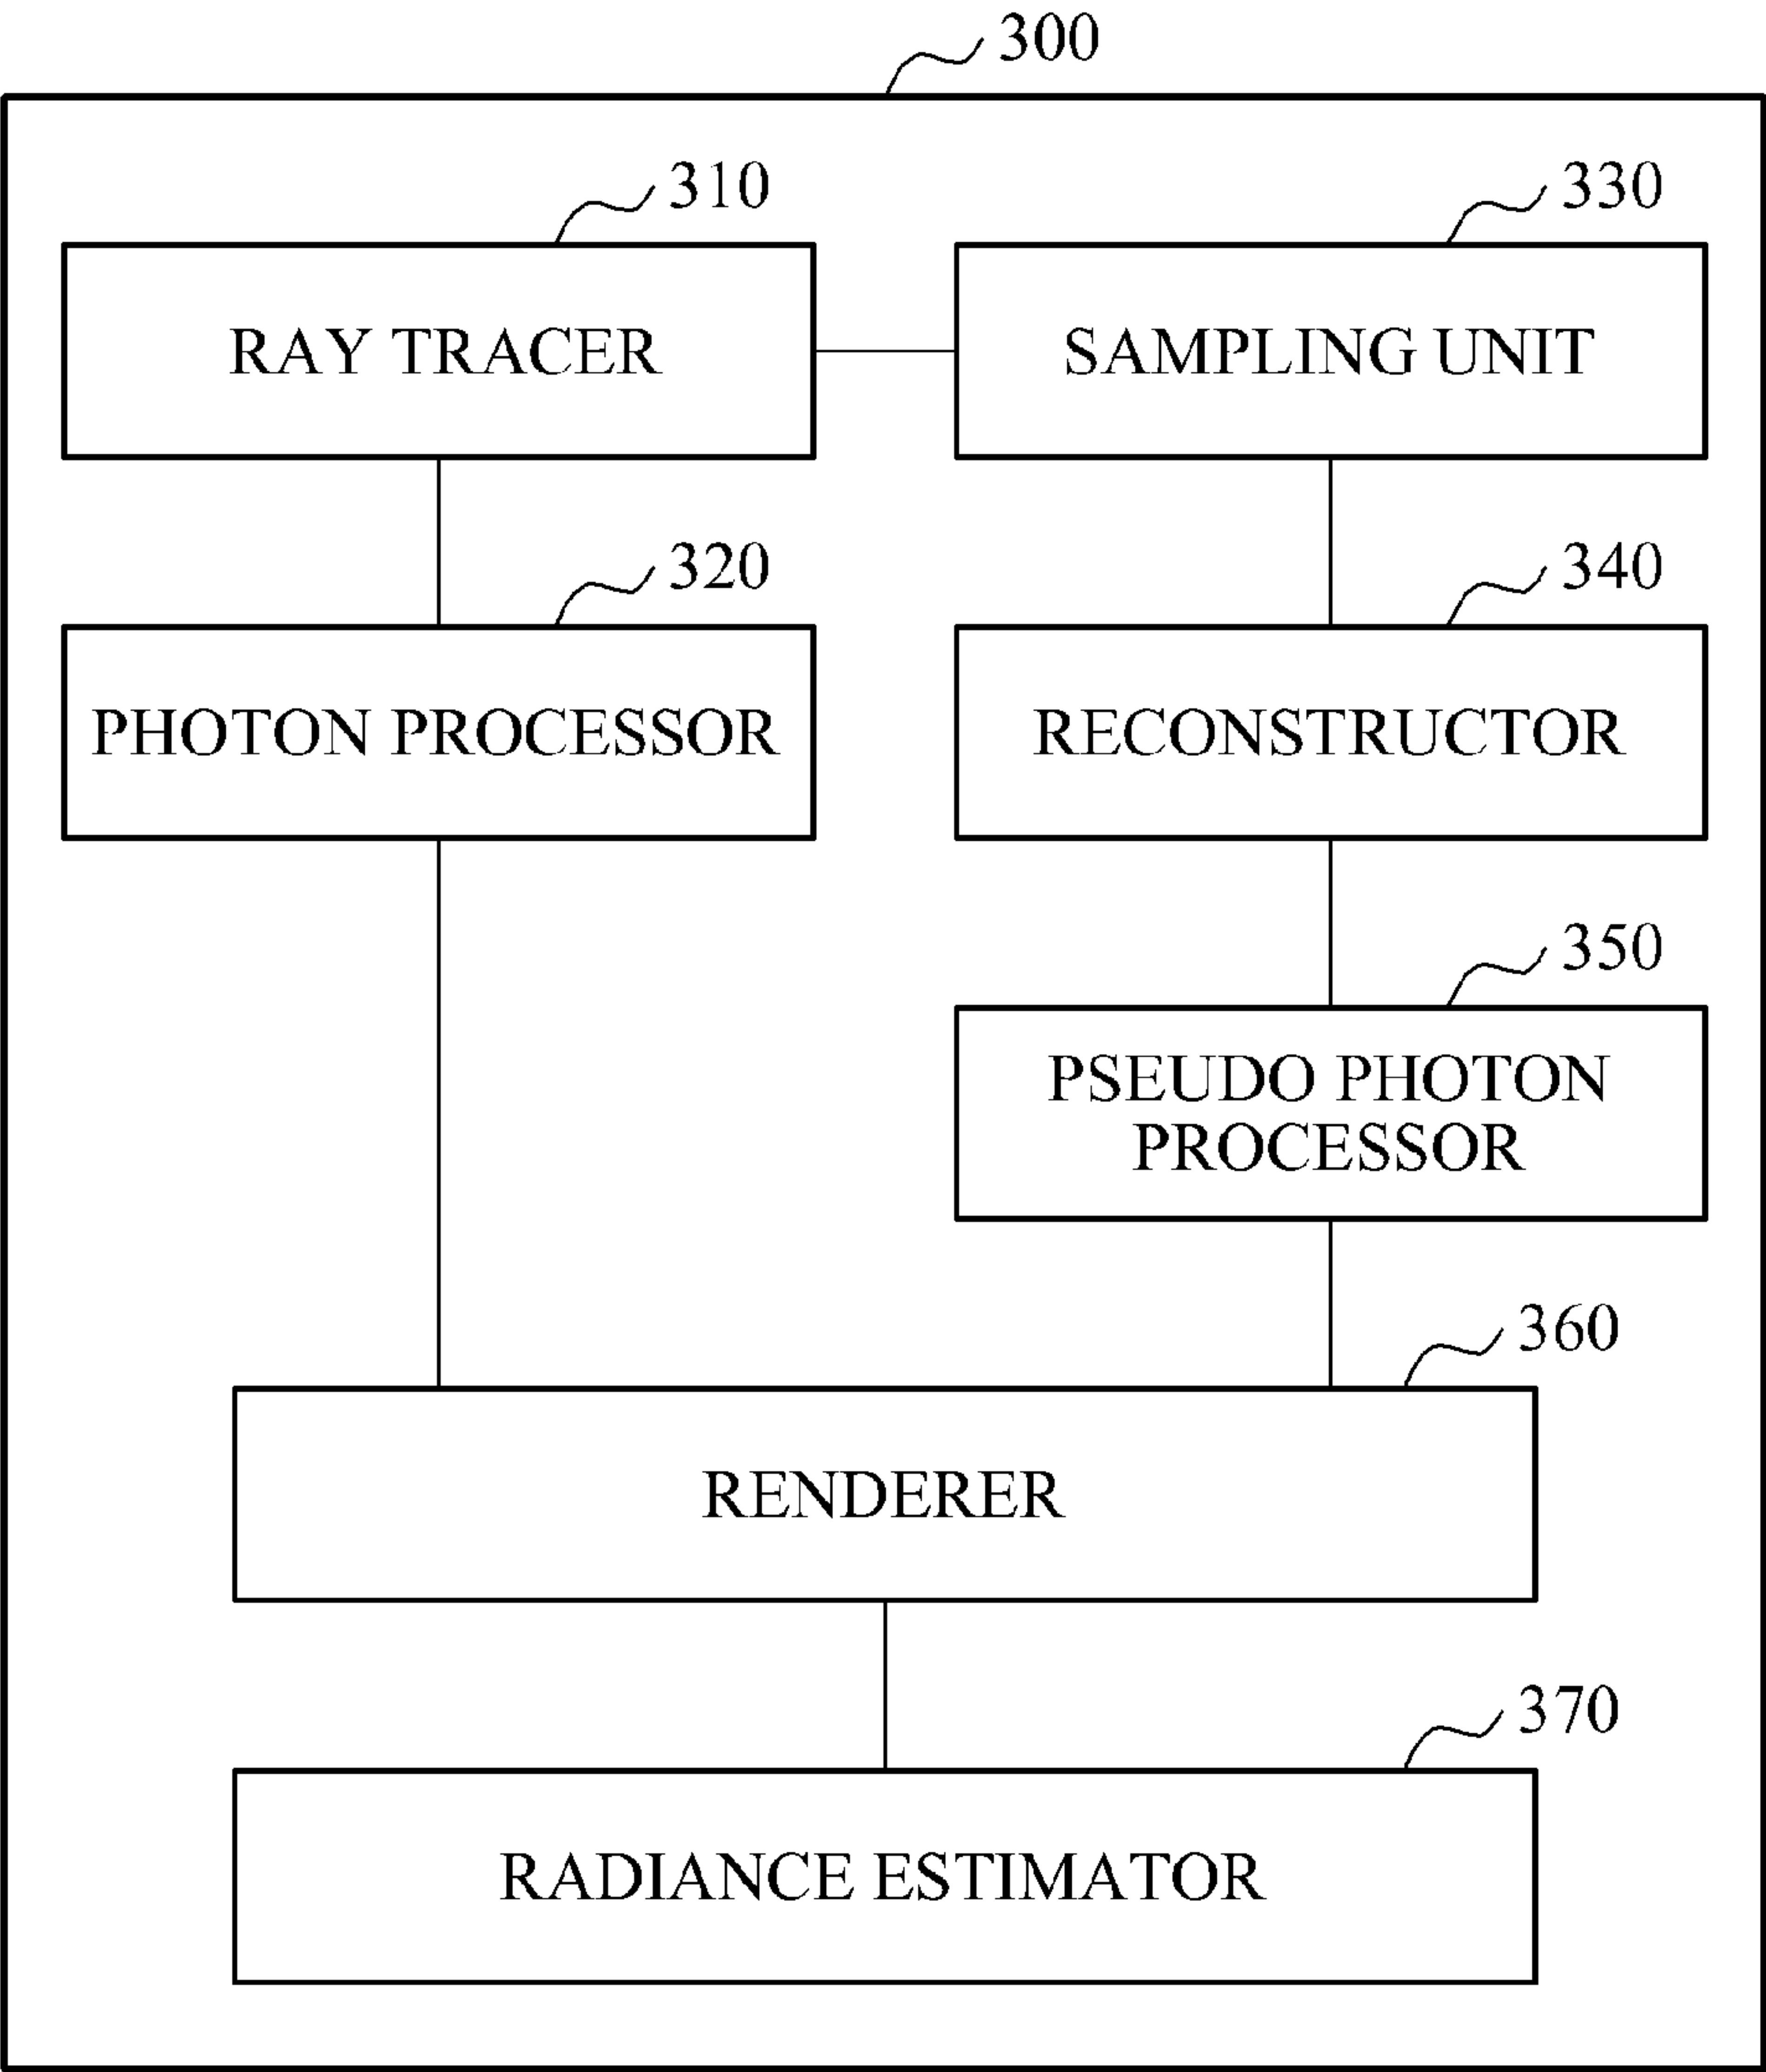 300
310
RAY TRACER
330
SAMPLING UNIT
320
PHOTON PROCESSOR
340
RECONSTRUCTOR
350
PSEUDO PHOTON
PROCESSOR
360
RENDERER
370
RADIANCE ESTIMATOR